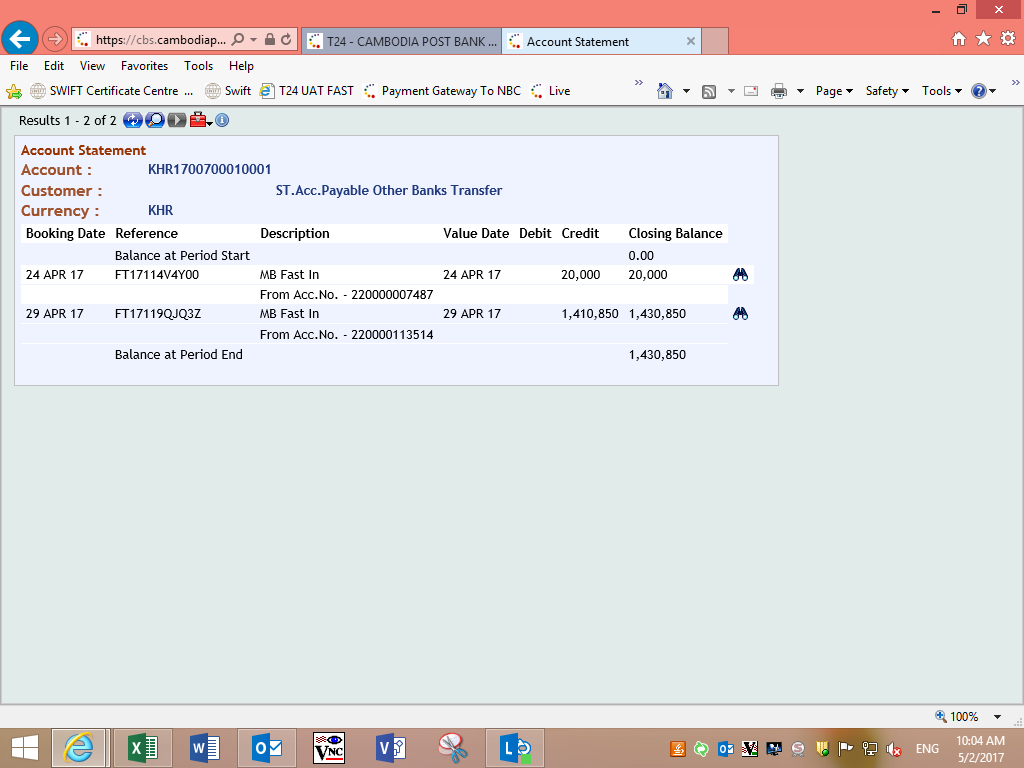 https://cbs.cambodiap...
T24 - CAMBODIA POST BANK ...
Account Statement
File Edit View Favorites Tools Help
SWIFT Certificate Centre ... Swift T24 UAT FAST Payment Gateway To NBC Live Page Safety Tools
Results 1 - 2 of 2
Account Statement
Account : KHR1700700010001
Customer : ST.Acc.Payable Other Banks Transfer
Currency : KHR
Booking Date Reference Description Value Date Debit Credit Closing Balance
Balance at Period Start 0.00
24 APR 17 FT17114V4Y00 MB Fast In 24 APR 17 20,000 20,000
From Acc.No. - 220000007487
29 APR 17 FT17119QJQ3Z MB Fast In 29 APR 17 1,410,850 1,430,850
From Acc.No. - 220000113514
Balance at Period End 1,430,850
100%
ENG
10:04 AM
5/2/2017